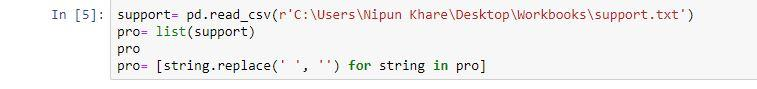 In [5]: support= pd.read_csv(r'C:\Users\Nipun Khare\Desktop\Workbooks\support.txt')
pro= list(support)
pro
pro= [string.replace(' ', '') for string in pro]